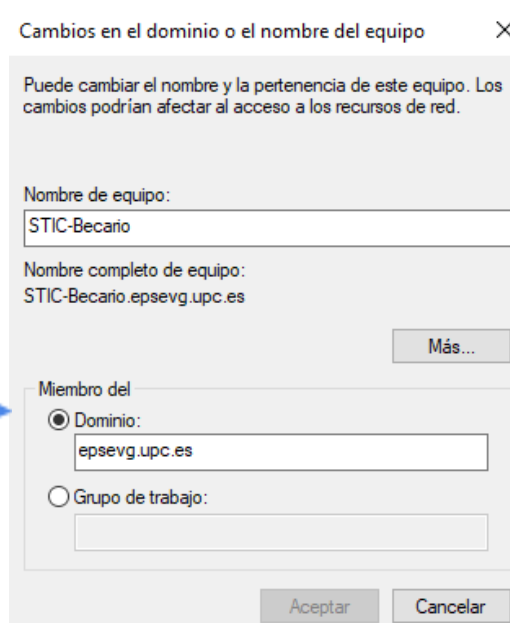 Cambios en el dominio o el nombre del equipo
Puede cambiar el nombre y la pertenencia de este equipo. Los
cambios podrían afectar al acceso a los recursos de red.
Nombre de equipo:
STIC-Becario
Nombre completo de equipo:
STIC-Becario.epsevg.upc.es
Más...
Miembro del
Dominio:
epsevg.upc.es
Grupo de trabajo:
Aceptar
Cancelar